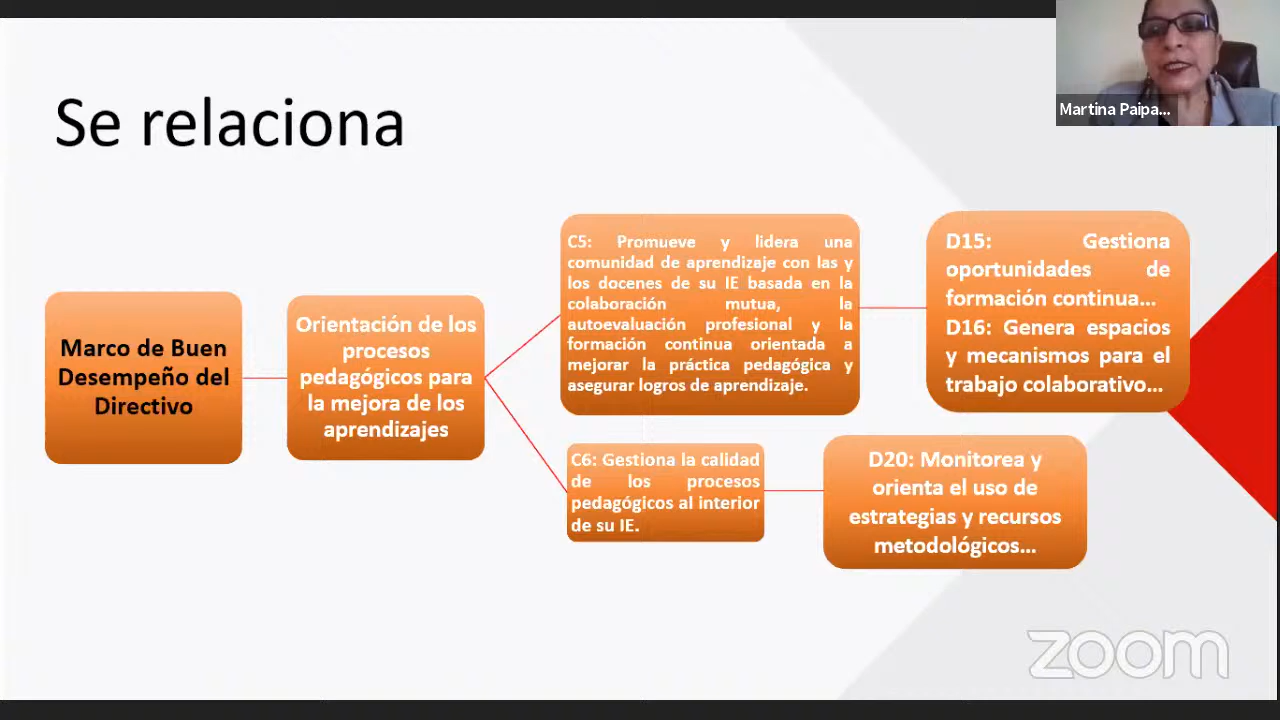 Se relaciona
Martina Paipa...
Marco de Buen
Desempeño del
Directivo
Orientación de los
procesos
pedagógicos para
la mejora de los
aprendizajes
C5: Promueve y lidera una
comunidad de aprendizaje con las y
los docenes de su IE basada en la
colaboración mutua, la
autoevaluación profesional y la
formación continua orientada a
mejorar la práctica pedagógica y
asegurar logros de aprendizaje.
D15: Gestiona
oportunidades de
formación continua...
D16: Genera espacios
y mecanismos para el
trabajo colaborativo...
C6: Gestiona la calidad
de los procesos
pedagógicos al interior
de su IE.
D20: Monitorea y
orienta el uso de
estrategias y recursos
metodológicos...
zoom